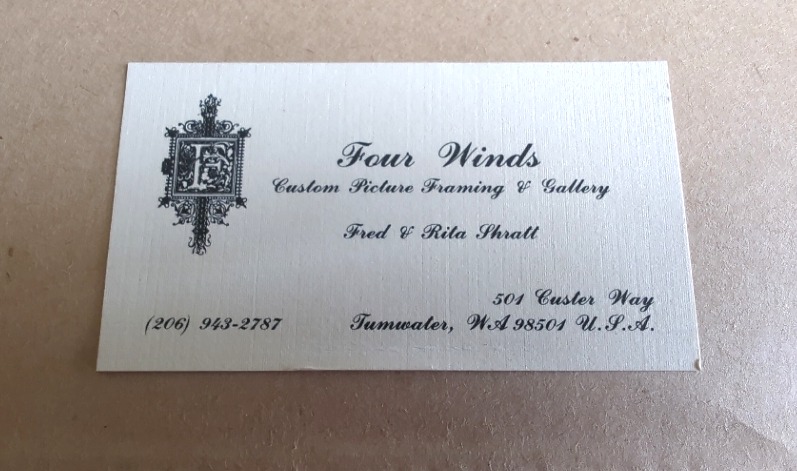 F
Four Winds
Custom Picture Framing & Gallery
Fred & Rita Shratt
501 Custer Way
(206) 943-2787 Tumwater, WA 98501 U.S.A.